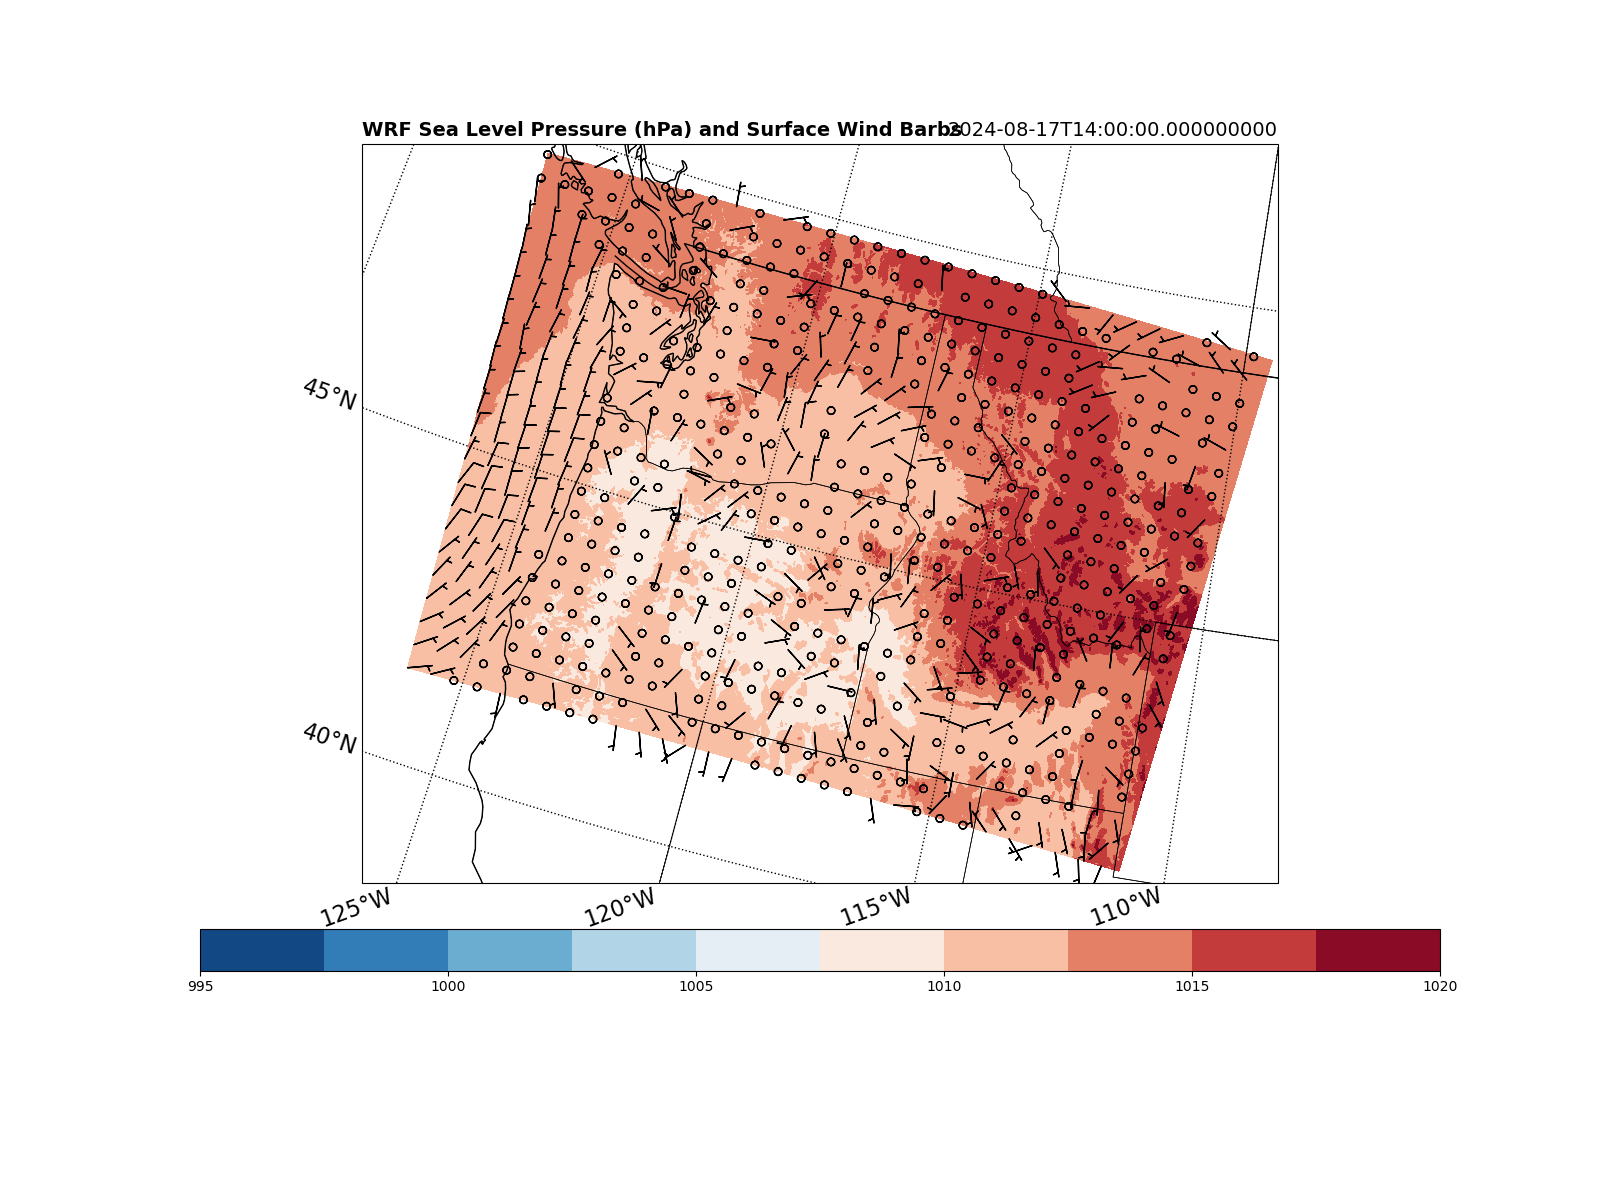 WRF Sea Level Pressure (hPa) and Surface Wind Barbs 2024-08-17T14:00:00.000000000
45°N
40°N
125°W 120°W 115°W 110°W
995 1000 1005 1010 1015 1020